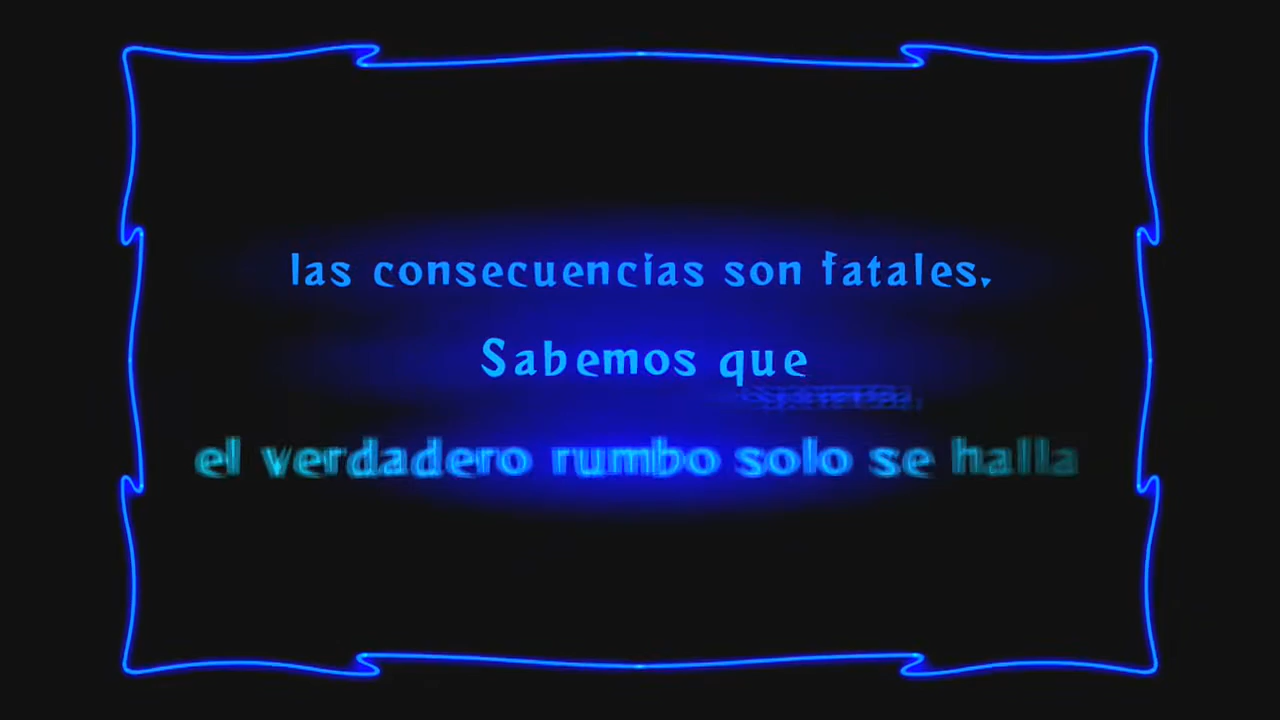 las consecuencias son fatales.
Sabemos que
el verdadero rumbo solo se halla